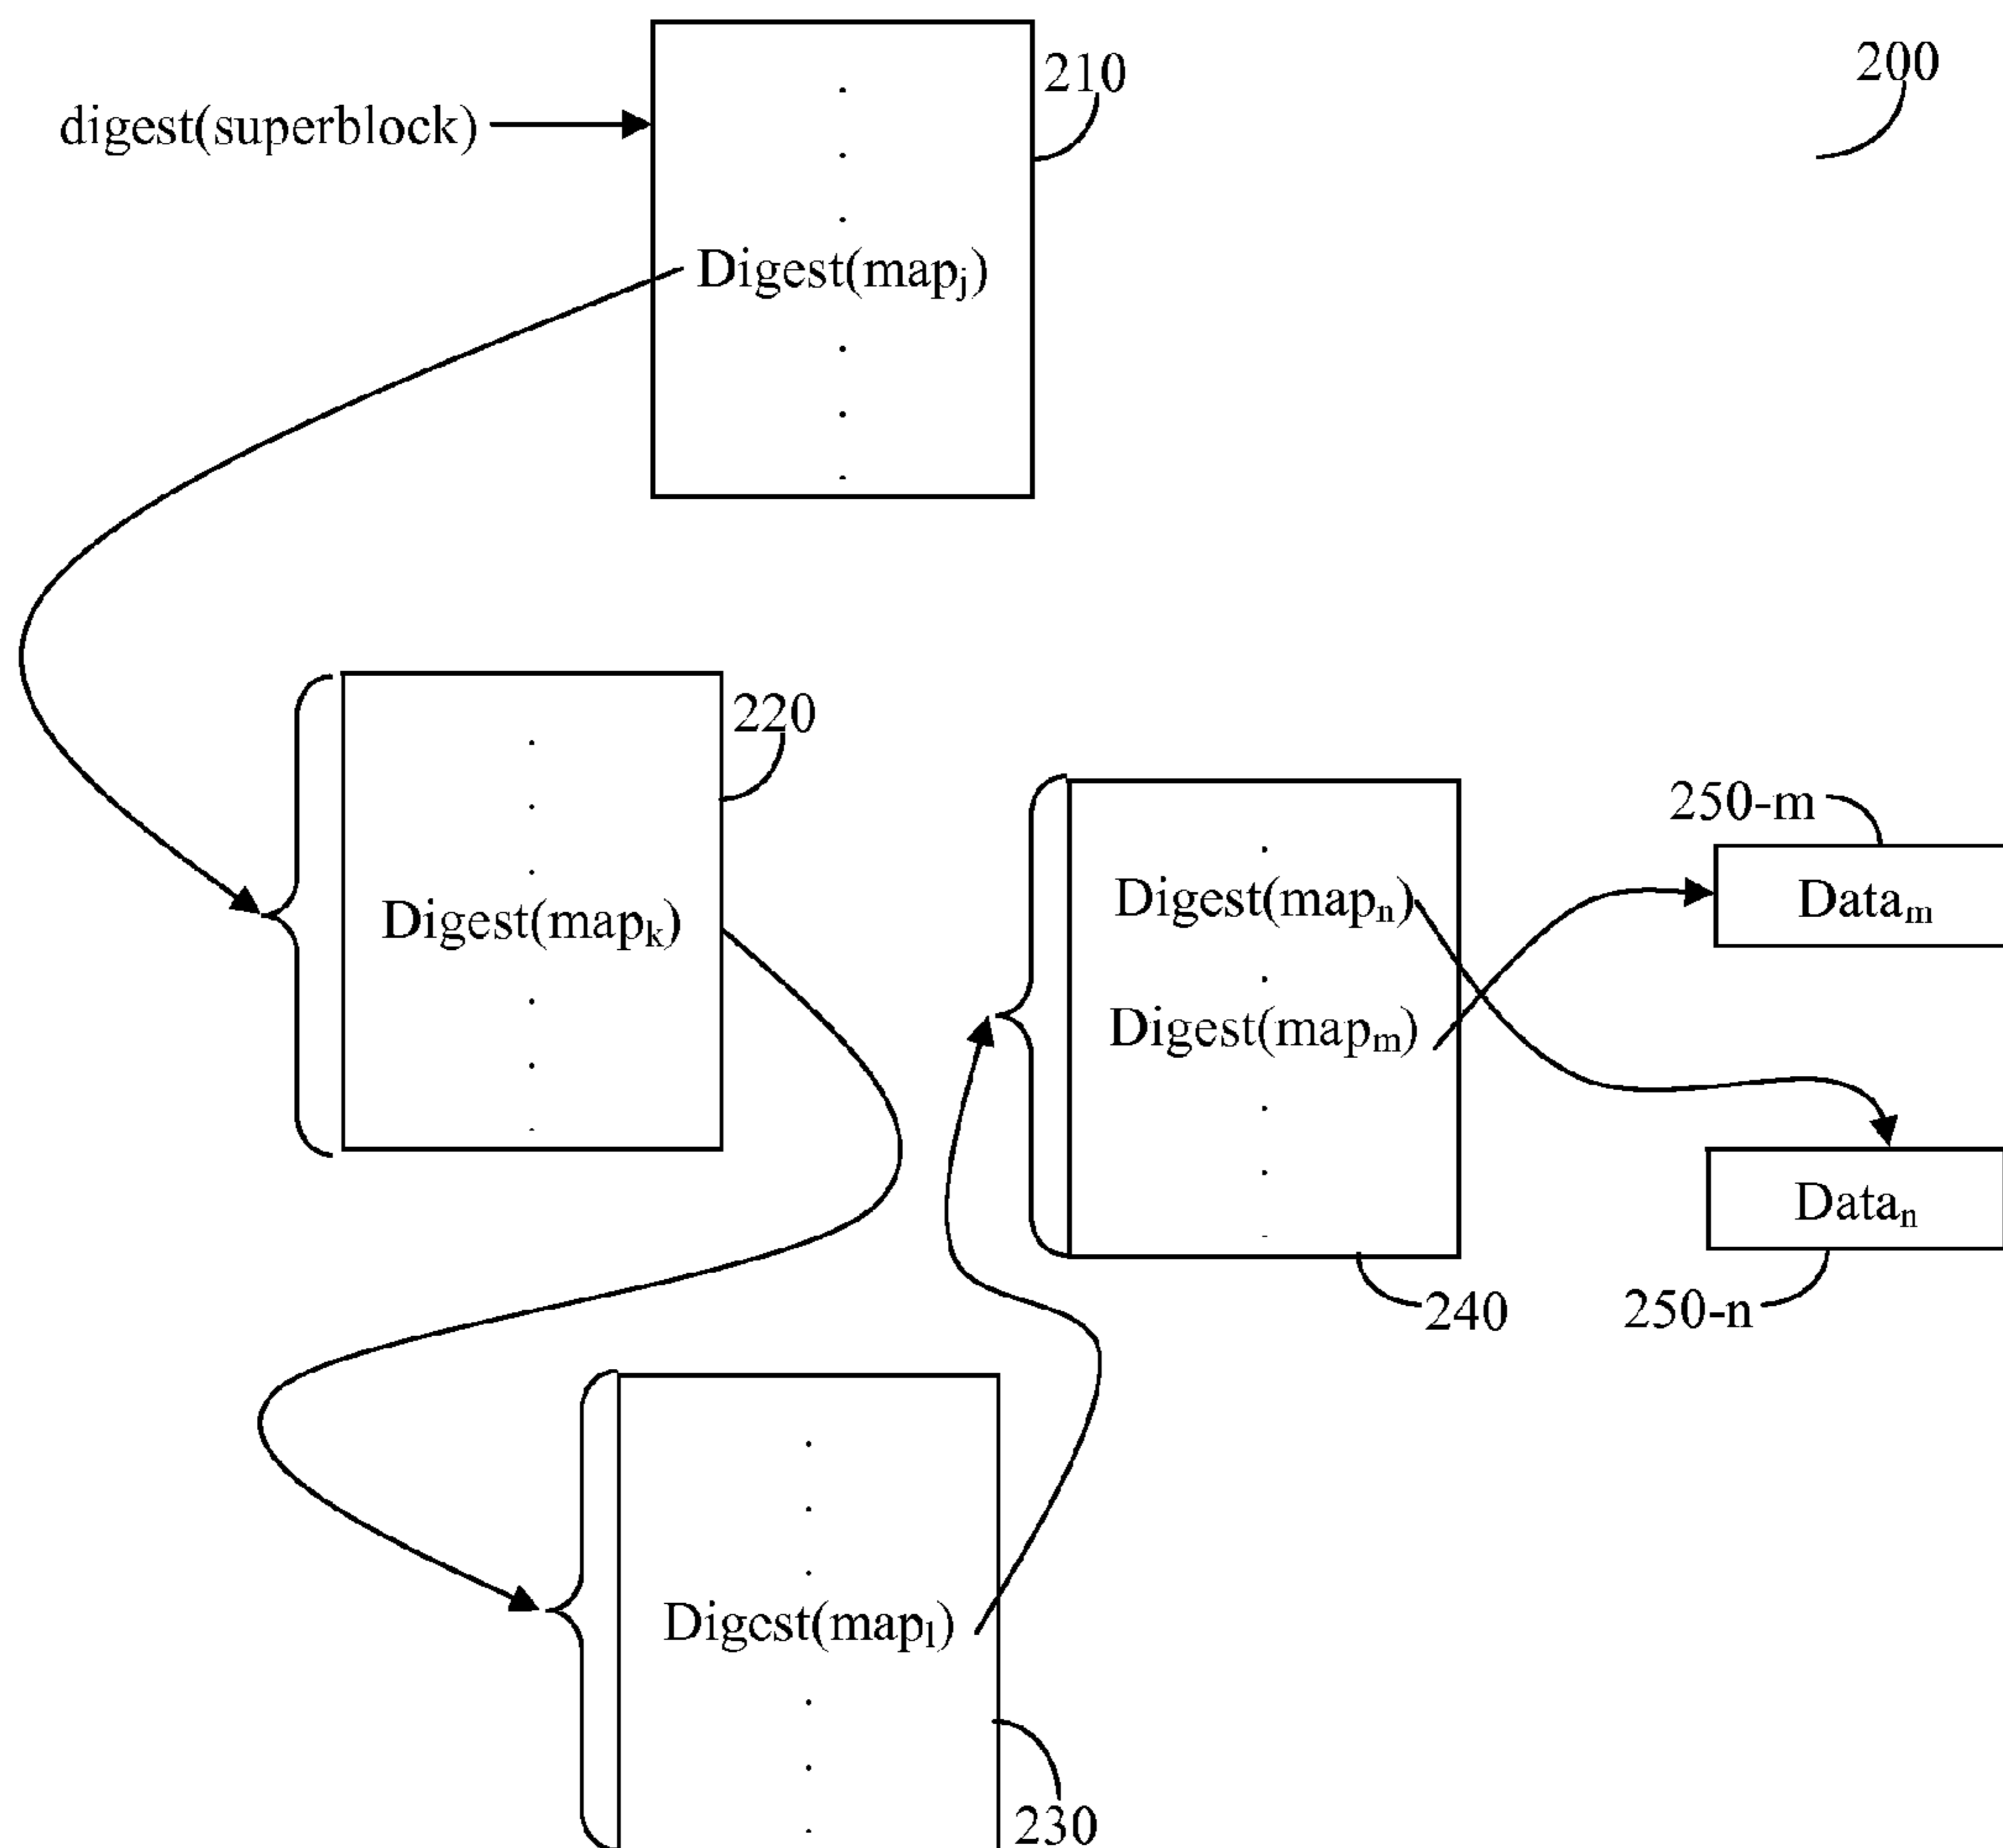 210
200
digest(superblock)
Digest(mapj)
220
250-m
Digest(mapn)
Datam
Digest(mapk)
Digest(mapm)
Datan
240
250-n
Digest(mapl)
230